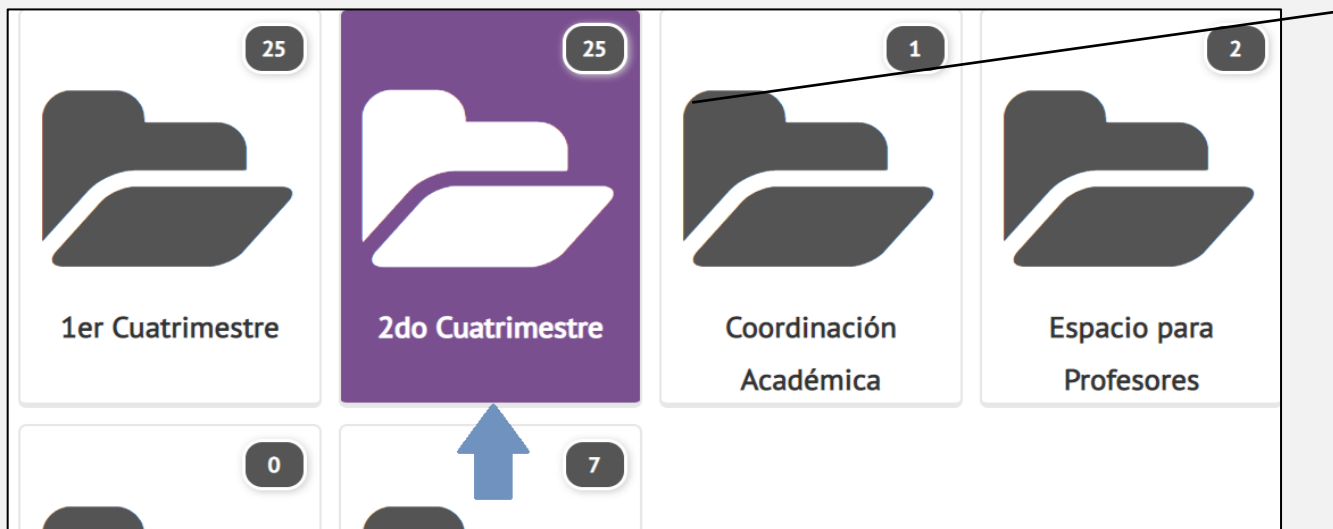 25
25
1
2
1er Cuatrimestre
2do Cuatrimestre
Coordinación
Académica
Espacio para
Profesores
0
7